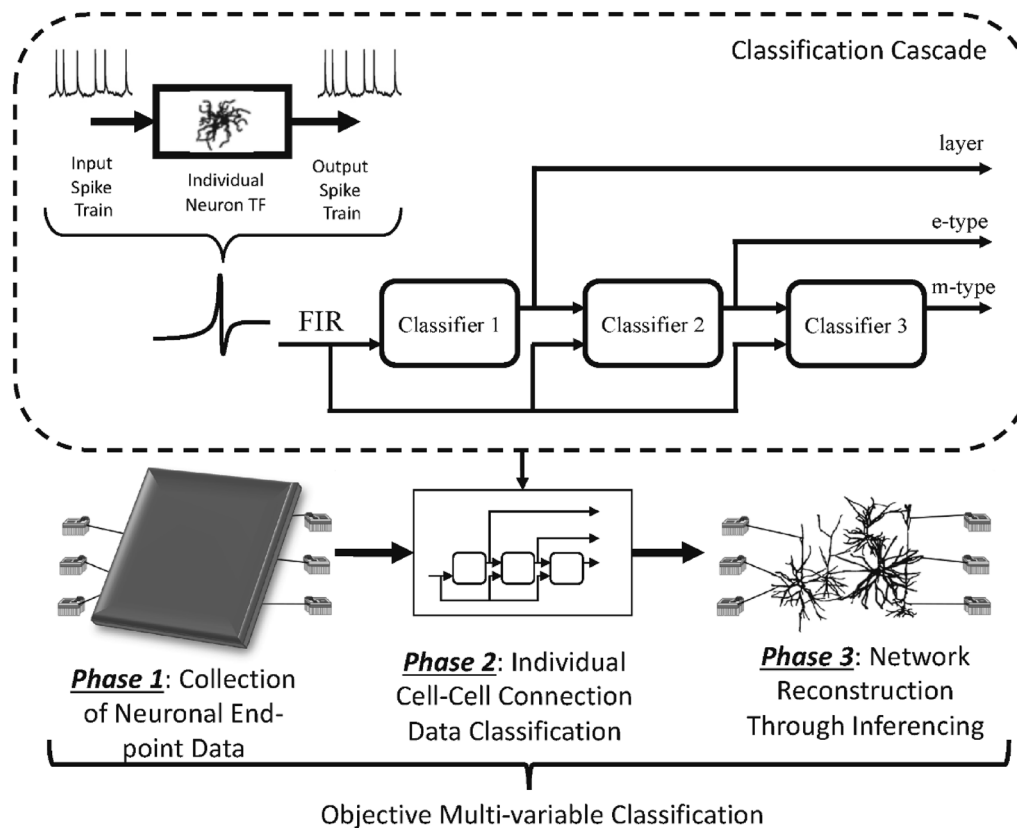 Classification Cascade
Input
Spike
Train
Individual
Neuron TF
Output
Spike
Train
layer
e-type
m-type
FIR
Classifier 1
Classifier 2
Classifier 3
Phase 1: Collection
of Neuronal End-
point Data
Phase 2: Individual
Cell-Cell Connection
Data Classification
Phase 3: Network
Reconstruction
Through Inferencing
Objective Multi-variable Classification